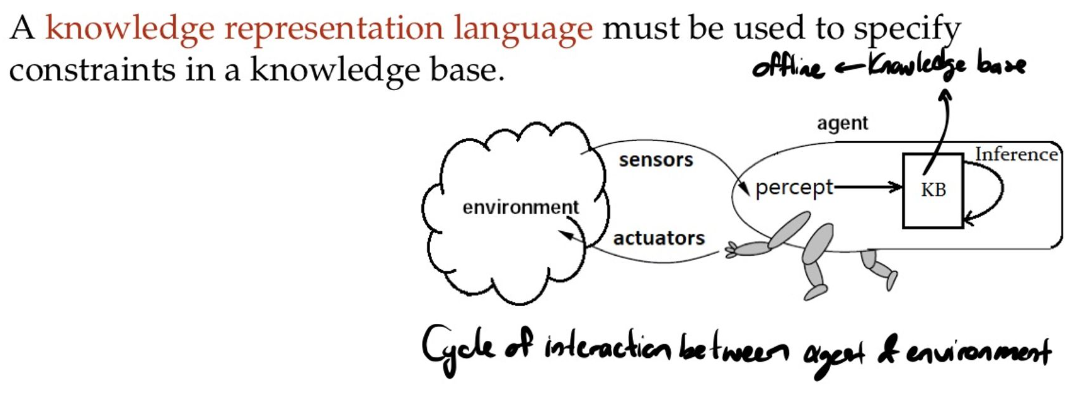 A knowledge representation language must be used to specify
constraints in a knowledge base.
offline ← Knowledge base
agent
sensors
Inference
percept
KB
environment
actuators
Cycle of interaction between agent & environment